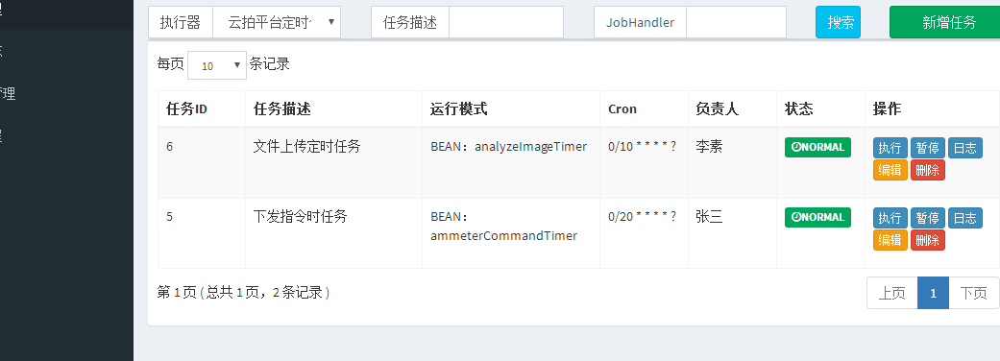 执行器 云拍平台定时亻 任务描述 JobHandler 搜索 新增任务
每页 10 条记录
管理
任务ID 任务描述 运行模式 Cron 负责人 状态 操作
6 文件上传定时任务 BEAN：analyzeImageTimer 0/10 * * * * ? 李素 NORMAL 执行 暂停 日志
编辑 删除
5 下发指令时任务 BEAN： 0/20 * * * * ? 张三 NORMAL 执行 暂停 日志
ammeterCommandTimer 编辑 删除
第 1 页 ( 总共 1 页，2 条记录 ) 上页 1 下页